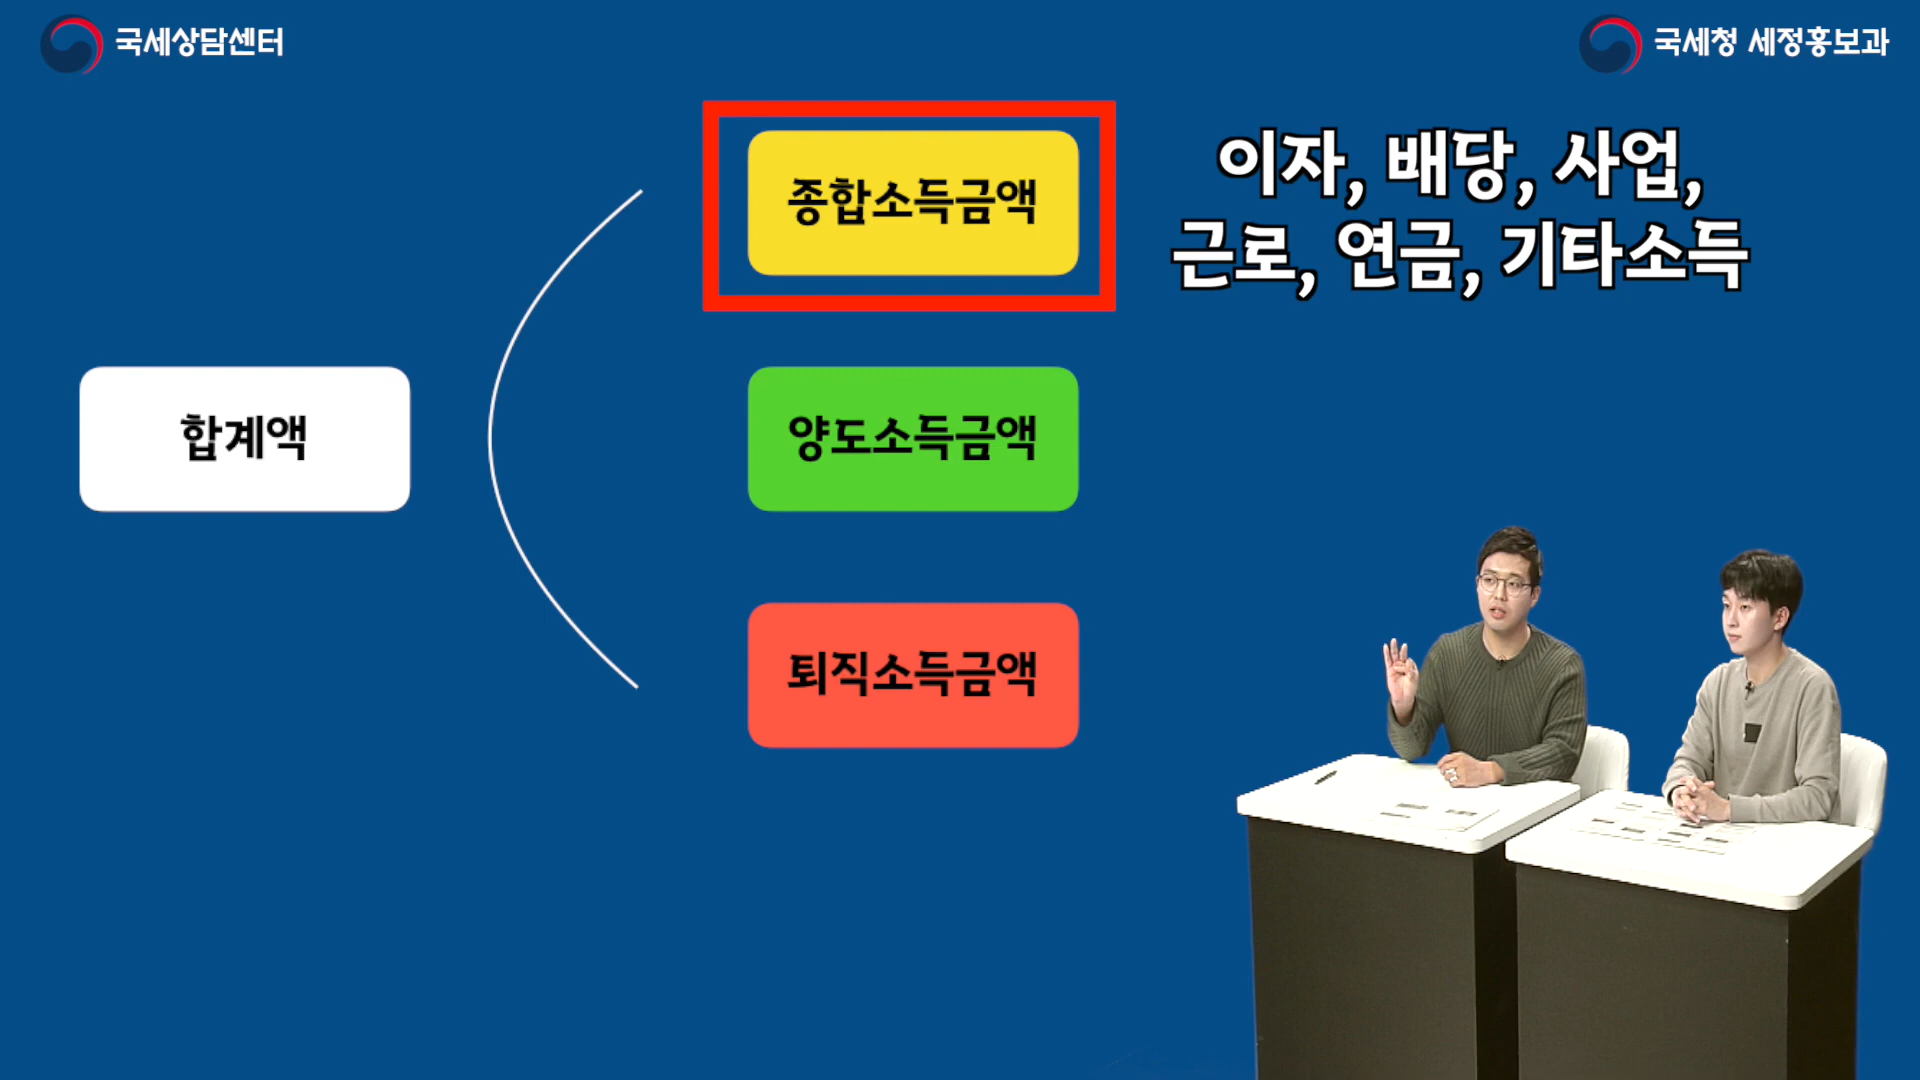 국세상담센터
국세청 세정홍보과
종합소득금액
이자, 배당, 사업,
근로, 연금, 기타소득
합계액
양도소득금액
퇴직소득금액